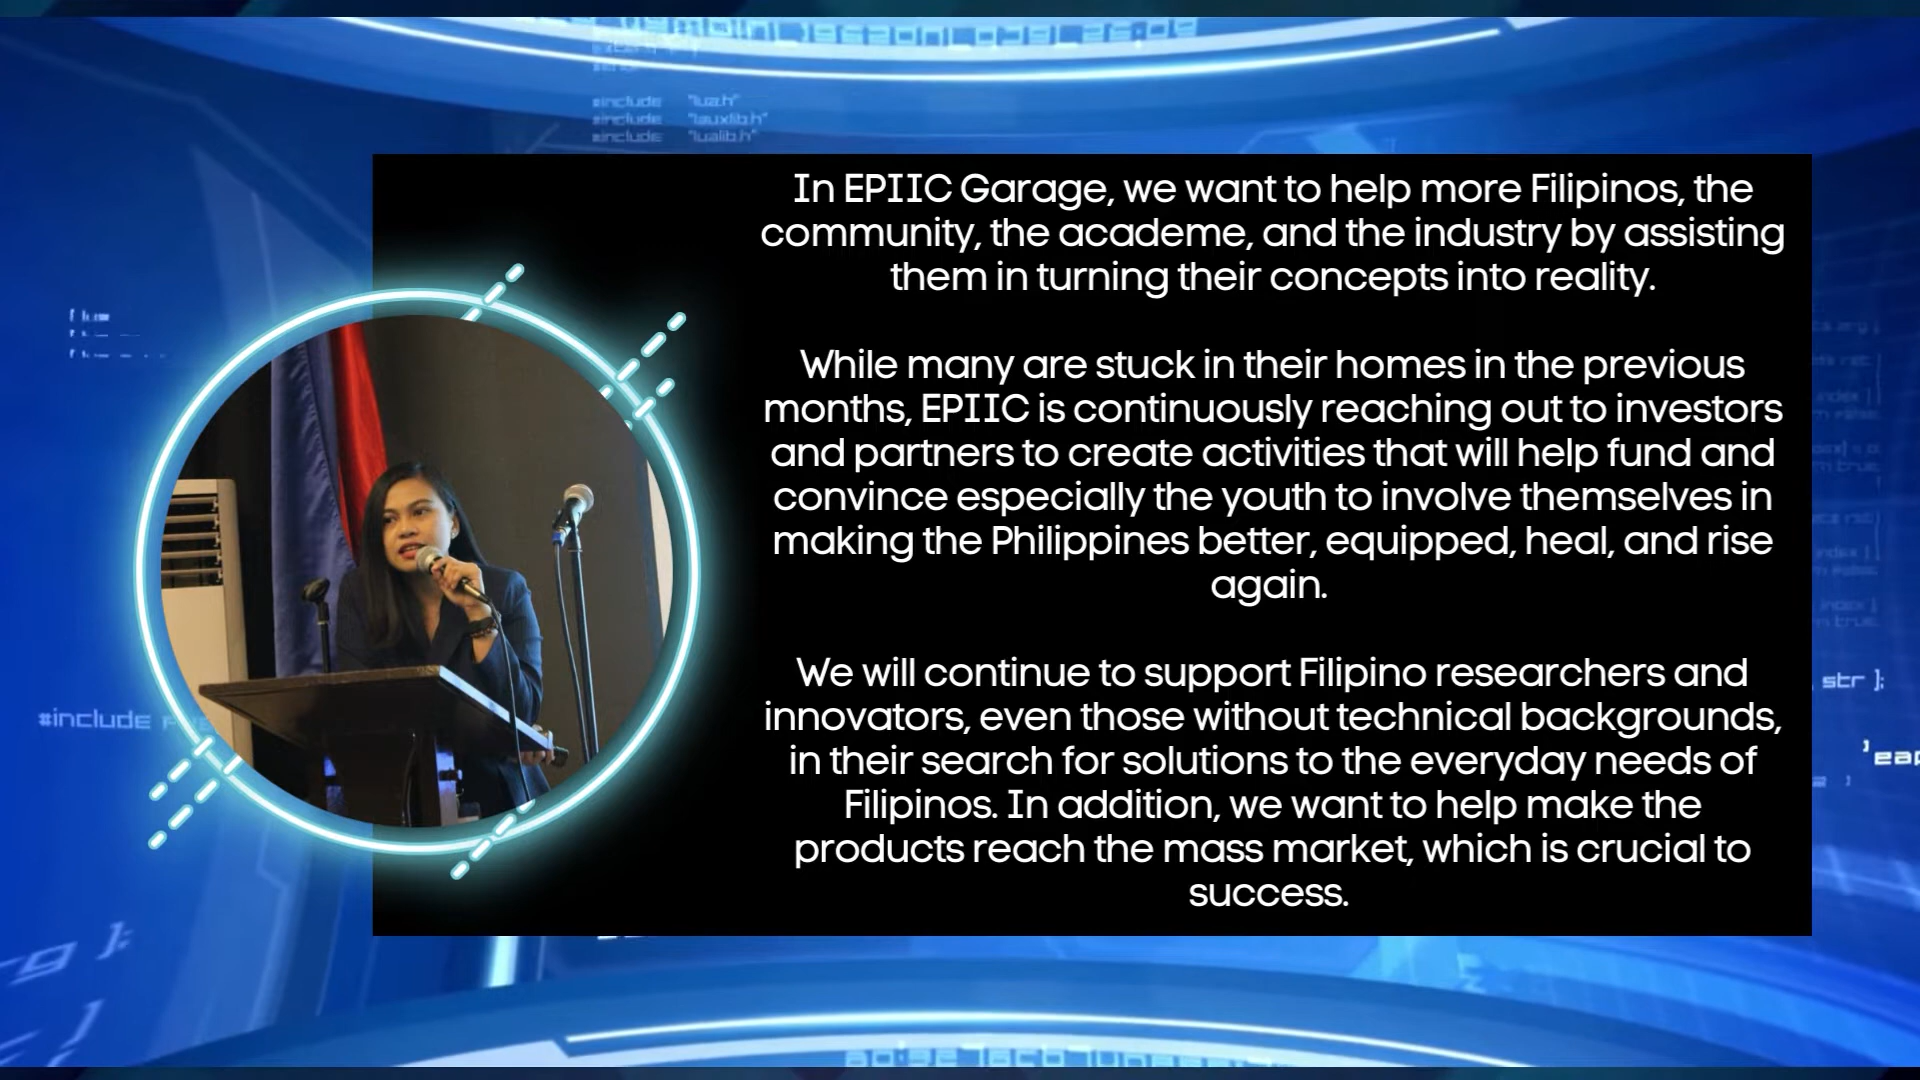 #include "lua.h"
#include "lauxlib.h"
#include "lualib.h"
In EPIIC Garage, we want to help more Filipinos, the
community, the academe, and the industry by assisting
them in turning their concepts into reality.
While many are stuck in their homes in the previous
months, EPIIC is continuously reaching out to investors
and partners to create activities that will help fund and
convince especially the youth to involve themselves in
making the Philippines better, equipped, heal, and rise
again.
We will continue to support Filipino researchers and
innovators, even those without technical backgrounds,
in their search for solutions to the everyday needs of
Filipinos. In addition, we want to help make the
products reach the mass market, which is crucial to
success.
#include
str ];